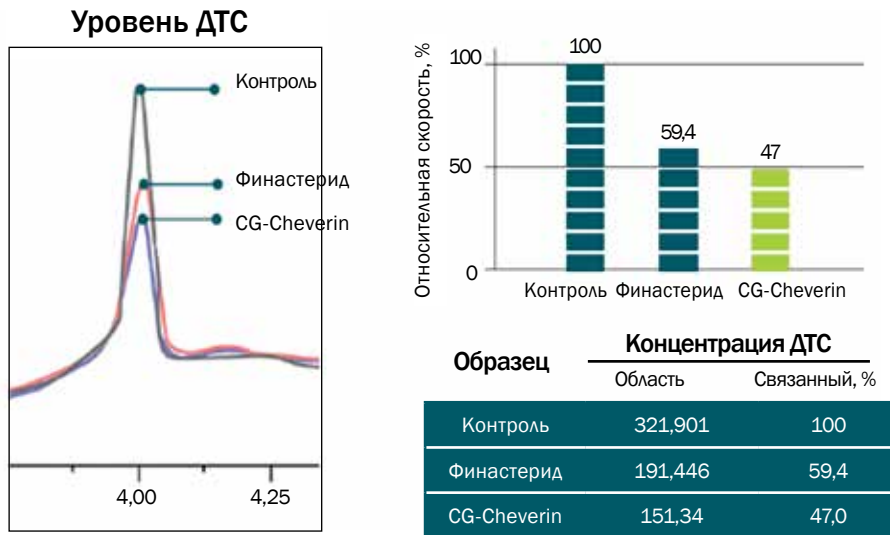 Уровень ДТС
Контроль
Финастерид
CG-Cheverin
4,00 4,25
Относительная скорость, %
100
50
0
100
59,4
47
Контроль Финастерид CG-Cheverin
Образец Концентрация ДТС
Область Связанный, %
Контроль 321,901 100
Финастерид 191,446 59,4
CG-Cheverin 151,34 47,0